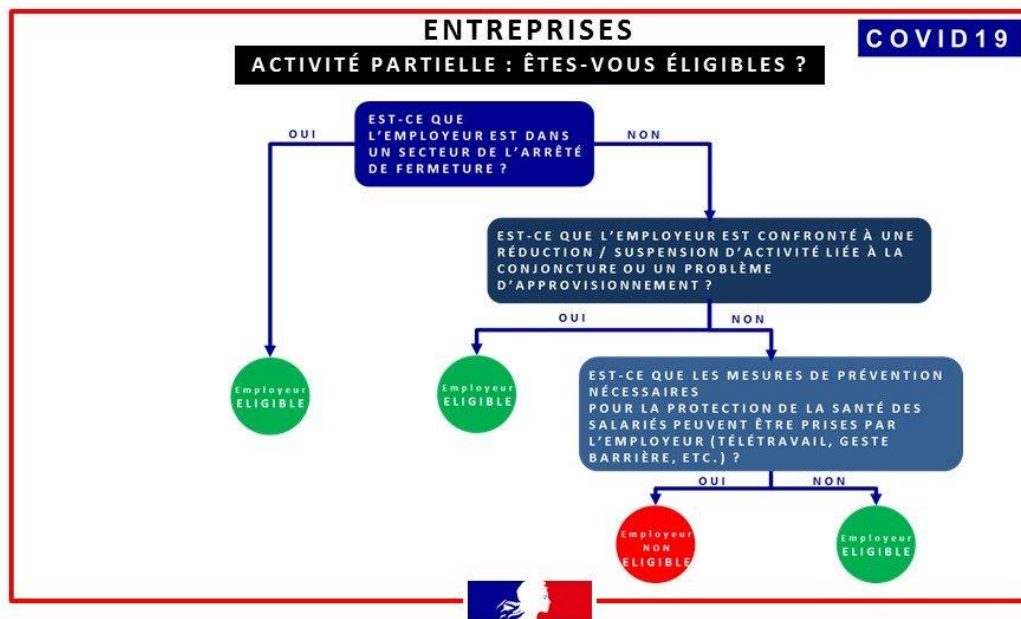 ENTREPRISES
COVID19
ACTIVITÉ PARTIELLE : ÊTES-VOUS ÉLIGIBLES ?
OUI
EST-CE QUE
L'EMPLOYEUR EST DANS
UN SECTEUR DE L'ARRÊTÉ
DE FERMETURE ?
NON
EST-CE QUE L'EMPLOYEUR EST CONFRONTÉ À UNE
RÉDUCTION / SUSPENSION D'ACTIVITÉ LIÉE À LA
CONJONCTURE OU UN PROBLÈME
D'APPROVISIONNEMENT ?
OUI
NON
Employeur
ELIGIBLE
Employeur
ELIGIBLE
EST-CE QUE LES MESURES DE PRÉVENTION
NÉCESSAIRES
POUR LA PROTECTION DE LA SANTÉ DES
SALARIÉS PEUVENT ÊTRE PRISES PAR
L'EMPLOYEUR (TÉLÉTRAVAIL, GESTE
BARRIÈRE, ETC.) ?
OUI
NON
Employeur
NON
ELIGIBLE
Employeur
ELIGIBLE